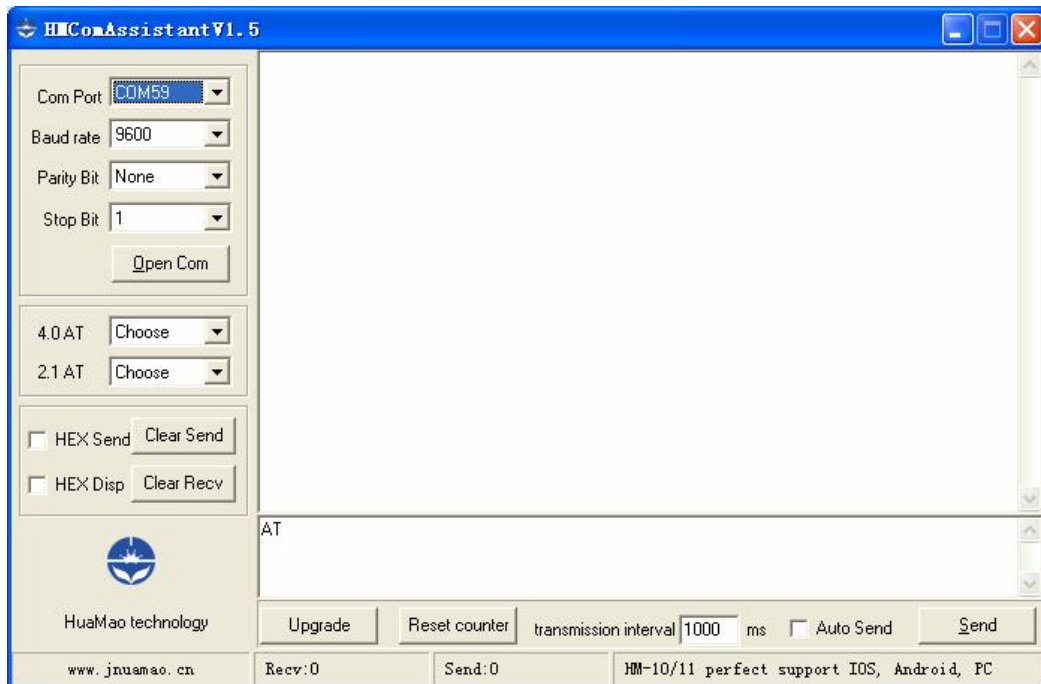 HMComAssistantV1.5
Com Port COM59
Baud rate 9600
Parity Bit None
Stop Bit 1
Open Com
4.0 AT Choose
2.1 AT Choose
HEX Send Clear Send
HEX Disp Clear Recv
AT
HuaMao technology
Upgrade Reset counter transmission interval 1000 ms Auto Send Send
www.jnuamao.cn Recv:0 Send:0 HM-10/11 perfect support IOS, Android, PC